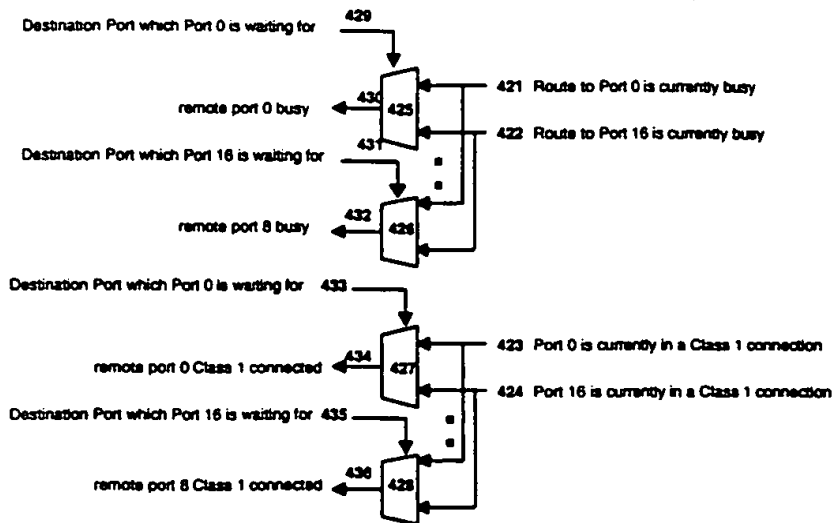 Destination Port which Port 0 is waiting for 429
430 425 421 Route to Port 0 is currently busy
remote port 0 busy
431 422 Route to Port 16 is currently busy
Destination Port which Port 16 is waiting for
432 426
remote port 8 busy
Destination Port which Port 0 is waiting for 433
434 427 423 Port 0 is currently in a Class 1 connection
remote port 0 Class 1 connected
424 Port 16 is currently in a Class 1 connection
Destination Port which Port 16 is waiting for 435
436 428
remote port 8 Class 1 connected